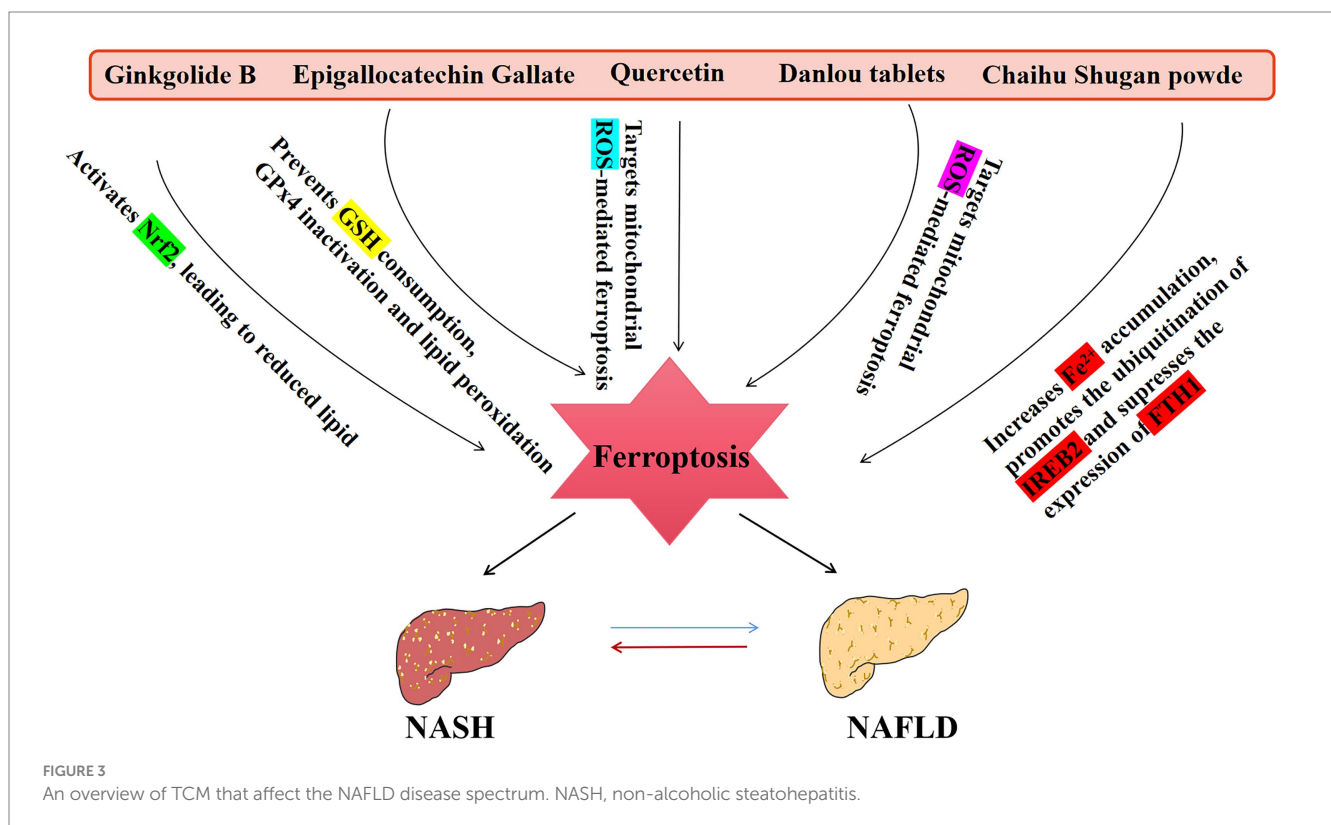 Ginkgolide B Epigallocatechin Gallate Quercetin Danlou tablets Chaihu Shugan powde
Activates Nrf2, leading to reduced lipid
Prevents GSH consumption,
GPx4 inactivation and lipid peroxidation
Targets mitochondrial
ROS-mediated ferroptosis
Targets mitochondrial
ROS-mediated ferroptosis
Increases Fe²⁺ accumulation,
promotes the ubiquitination of
IREB2 and supresses the
expression of FTH1
Ferroptosis
NASH
NAFLD
FIGURE 3
An overview of TCM that affect the NAFLD disease spectrum. NASH, non-alcoholic steatohepatitis.